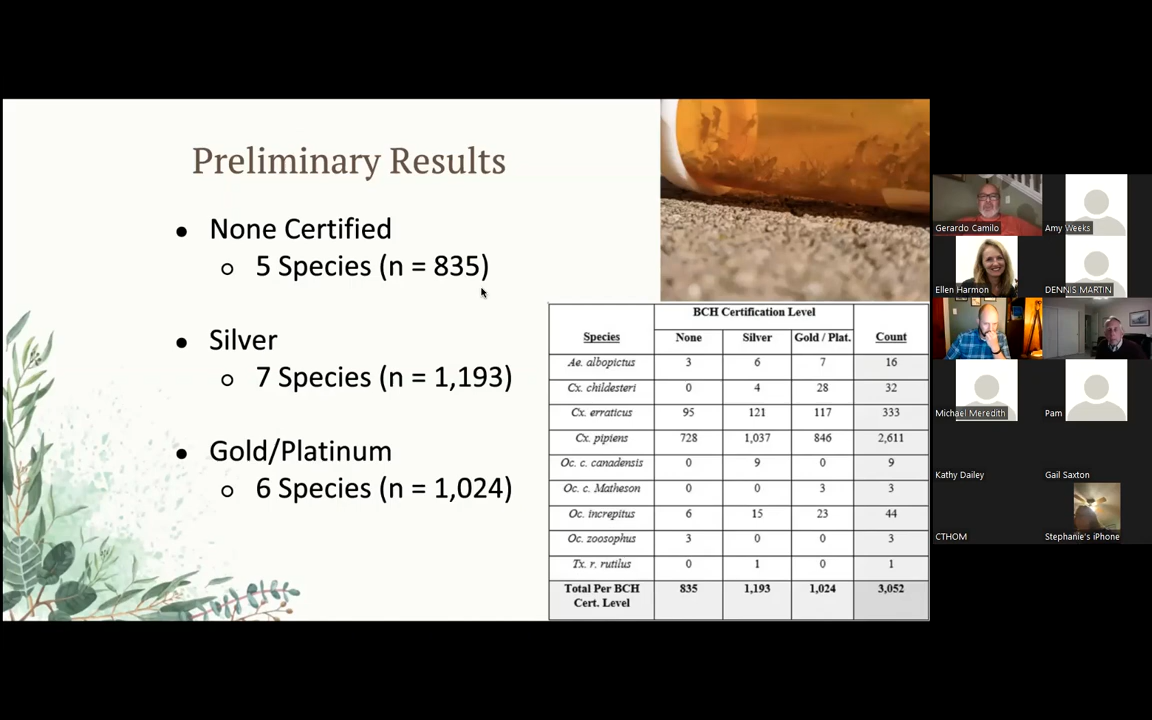 Preliminary Results
● None Certified
○ 5 Species (n = 835)
● Silver
○ 7 Species (n = 1,193)
● Gold/Platinum
○ 6 Species (n = 1,024)
BCH Certification Level
Species None Silver Gold / Plat. Count
Ae. albopictus 3 6 7 16
Cx. childesteri 0 4 28 32
Cx. erraticus 95 121 117 333
Cx. pipiens 728 1,037 846 2,611
Oc. c. canadensis 0 9 0 9
Oc. c. Matheson 0 0 3 3
Oc. increpitus 6 15 23 44
Oc. zoosophus 3 0 0 3
Tx. r. rutilus 0 1 0 1
Total Per BCH Cert. Level 835 1,193 1,024 3,052
Gerardo Camilo
Amy Weeks
Ellen Harmon
DENNIS MARTIN
Michael Meredith
Pam
Kathy Dailey
Gail Saxton
CTHOM
Stephanie's iPhone